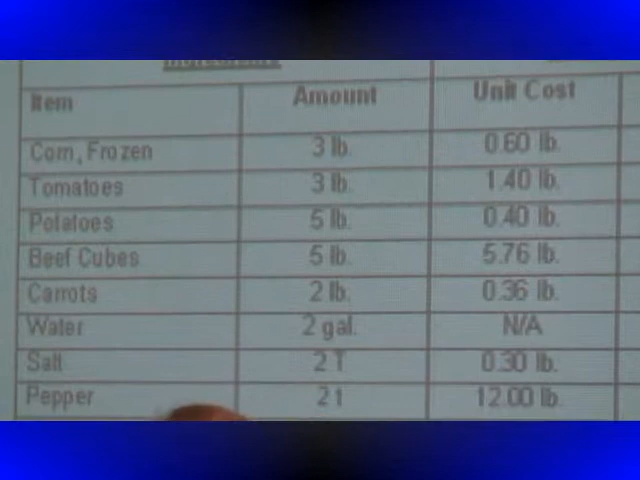 Ingredients
Item Amount Unit Cost
Corn, Frozen 3 lb. 0.60 lb.
Tomatoes 3 lb. 1.40 lb.
Potatoes 5 lb. 0.40 lb.
Beef Cubes 5 lb. 5.76 lb.
Carrots 2 lb. 0.36 lb.
Water 2 gal. N/A
Salt 2 T 0.30 lb.
Pepper 2 t 12.00 lb.